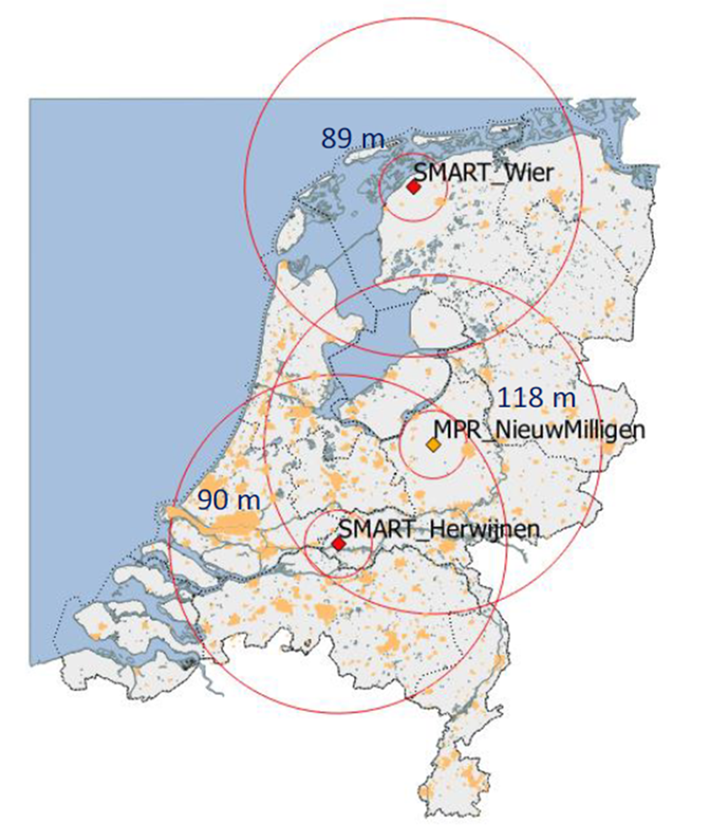 89 m
SMART_Wier
118 m
MPR_NieuwMilligen
90 m
SMART_Herwijnen